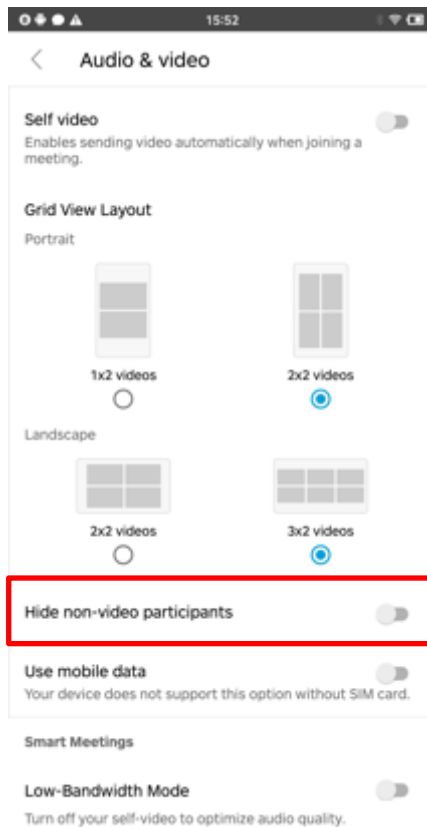 15:52
Audio & video
Self video
Enables sending video automatically when joining a
meeting.
Grid View Layout
Portrait
1x2 videos
2x2 videos
Landscape
2x2 videos
3x2 videos
Hide non-video participants
Use mobile data
Your device does not support this option without SIM card.
Smart Meetings
Low-Bandwidth Mode
Turn off your self-video to optimize audio quality.